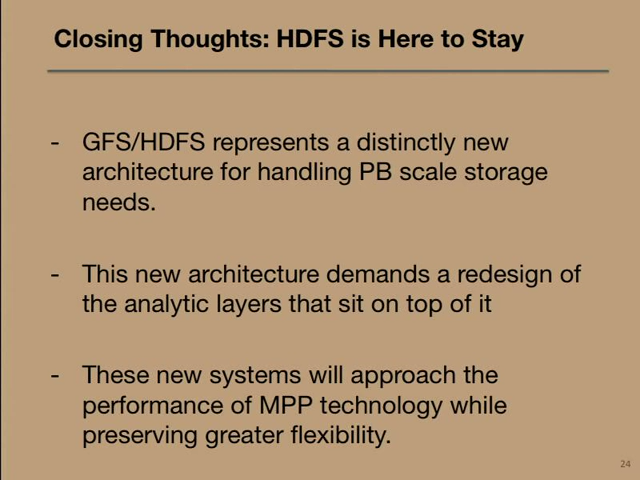 Closing Thoughts: HDFS is Here to Stay
- GFS/HDFS represents a distinctly new
architecture for handling PB scale storage
needs.
- This new architecture demands a redesign of
the analytic layers that sit on top of it
- These new systems will approach the
performance of MPP technology while
preserving greater flexibility.
24